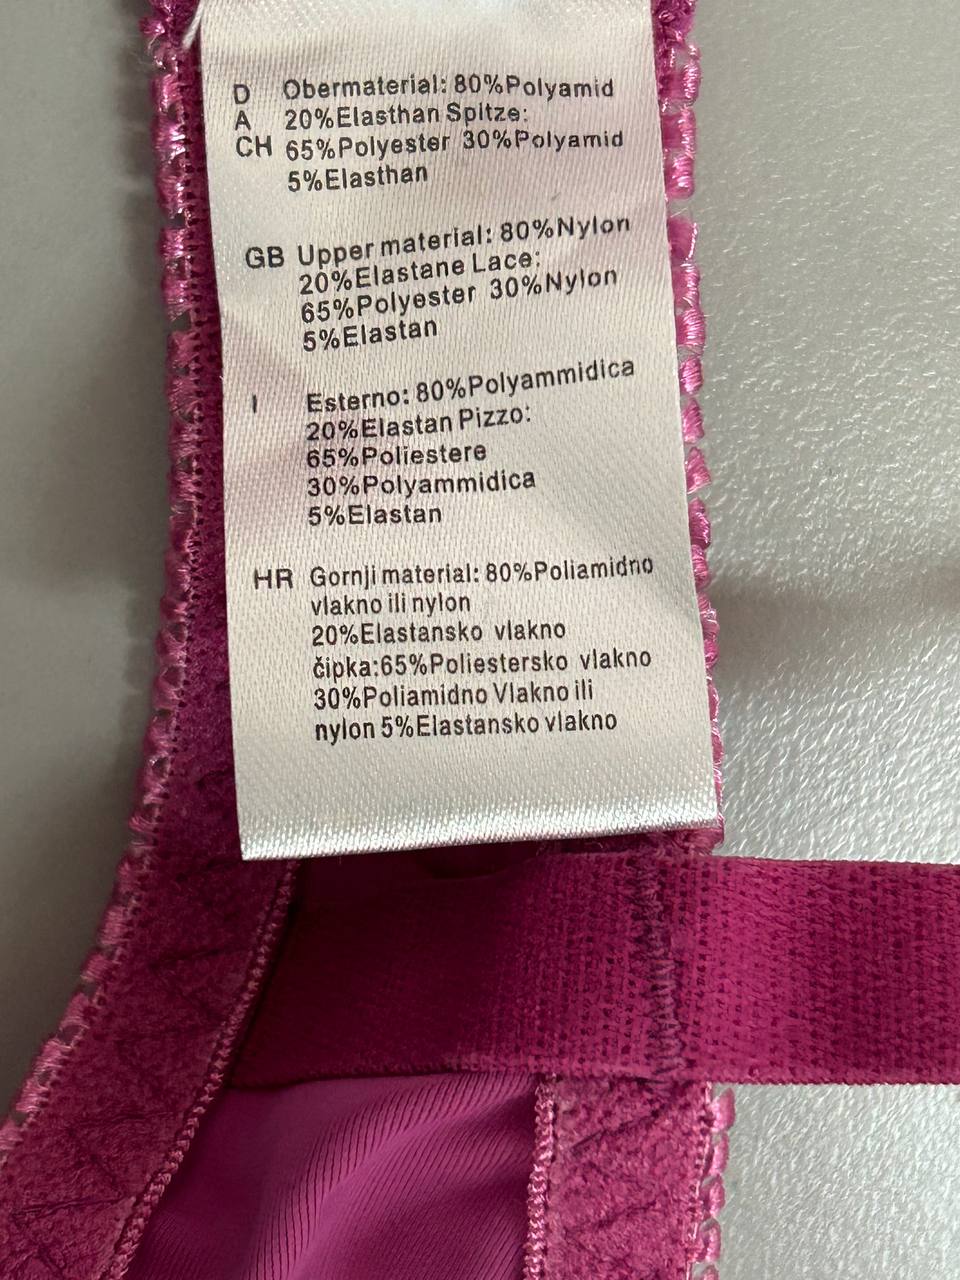 D Obermaterial: 80%Polyamid
A 20%Elasthan Spitze:
CH 65%Polyester 30%Polyamid
5%Elasthan
GB Upper material: 80%Nylon
20%Elastane Lace:
65%Polyester 30%Nylon
5%Elastan
I Esterno: 80%Polyammidica
20%Elastan Pizzo:
65%Poliestere
30%Polyammidica
5%Elastan
HR Gornji material: 80%Poliamidno
vlakno ili nylon
20%Elastansko vlakno
čipka:65%Poliestersko vlakno
30%Poliamidno Vlakno ili
nylon 5%Elastansko vlakno